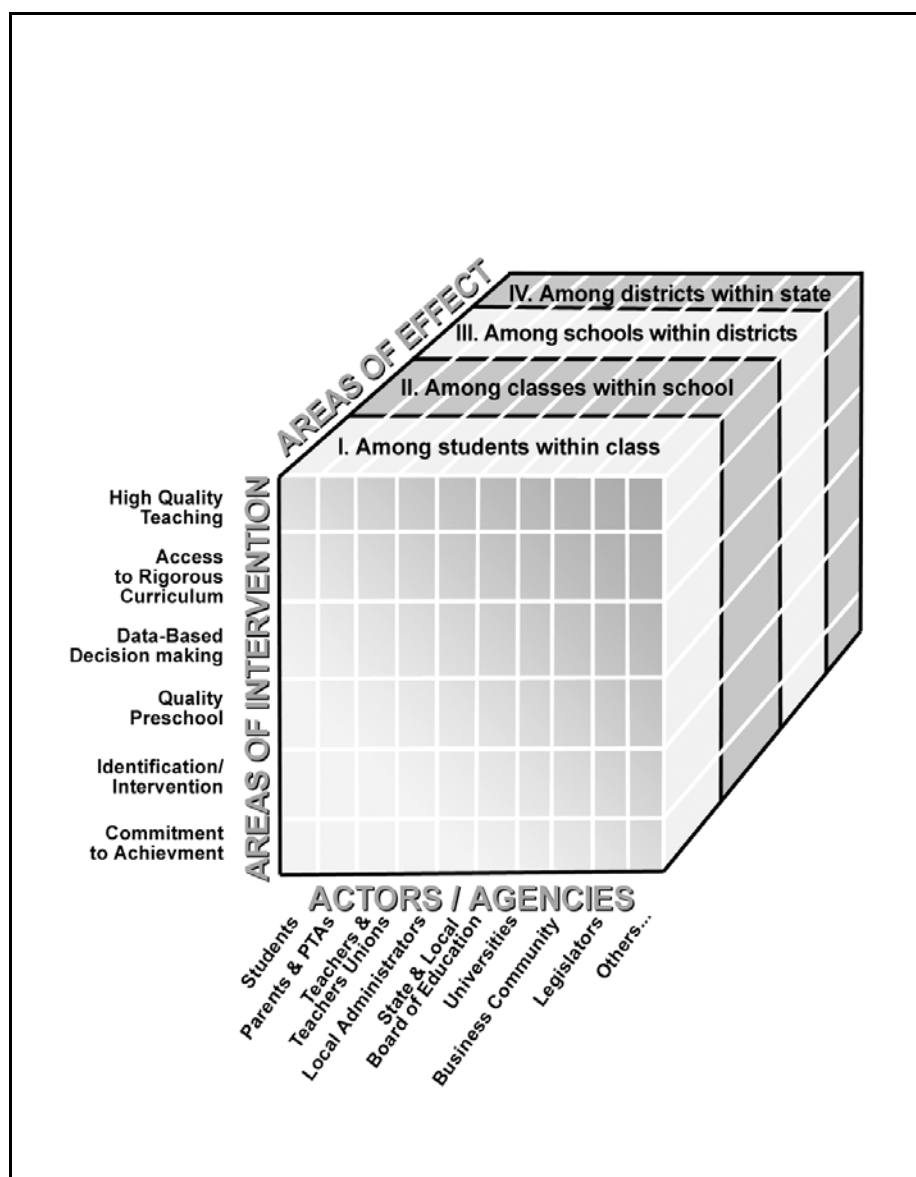 AREAS OF EFFECT
IV. Among districts within state
III. Among schools within districts
II. Among classes within school
I. Among students within class
AREAS OF INTERVENTION
High Quality
Teaching
Access
to Rigorous
Curriculum
Data-Based
Decision making
Quality
Preschool
Identification/
Intervention
Commitment
to Achievment
ACTORS / AGENCIES
Students
Parents & PTAs
Teachers &
Teachers Unions
Local Administrators
State & Local
Board of Education
Universities
Business Community
Legislators
Others...